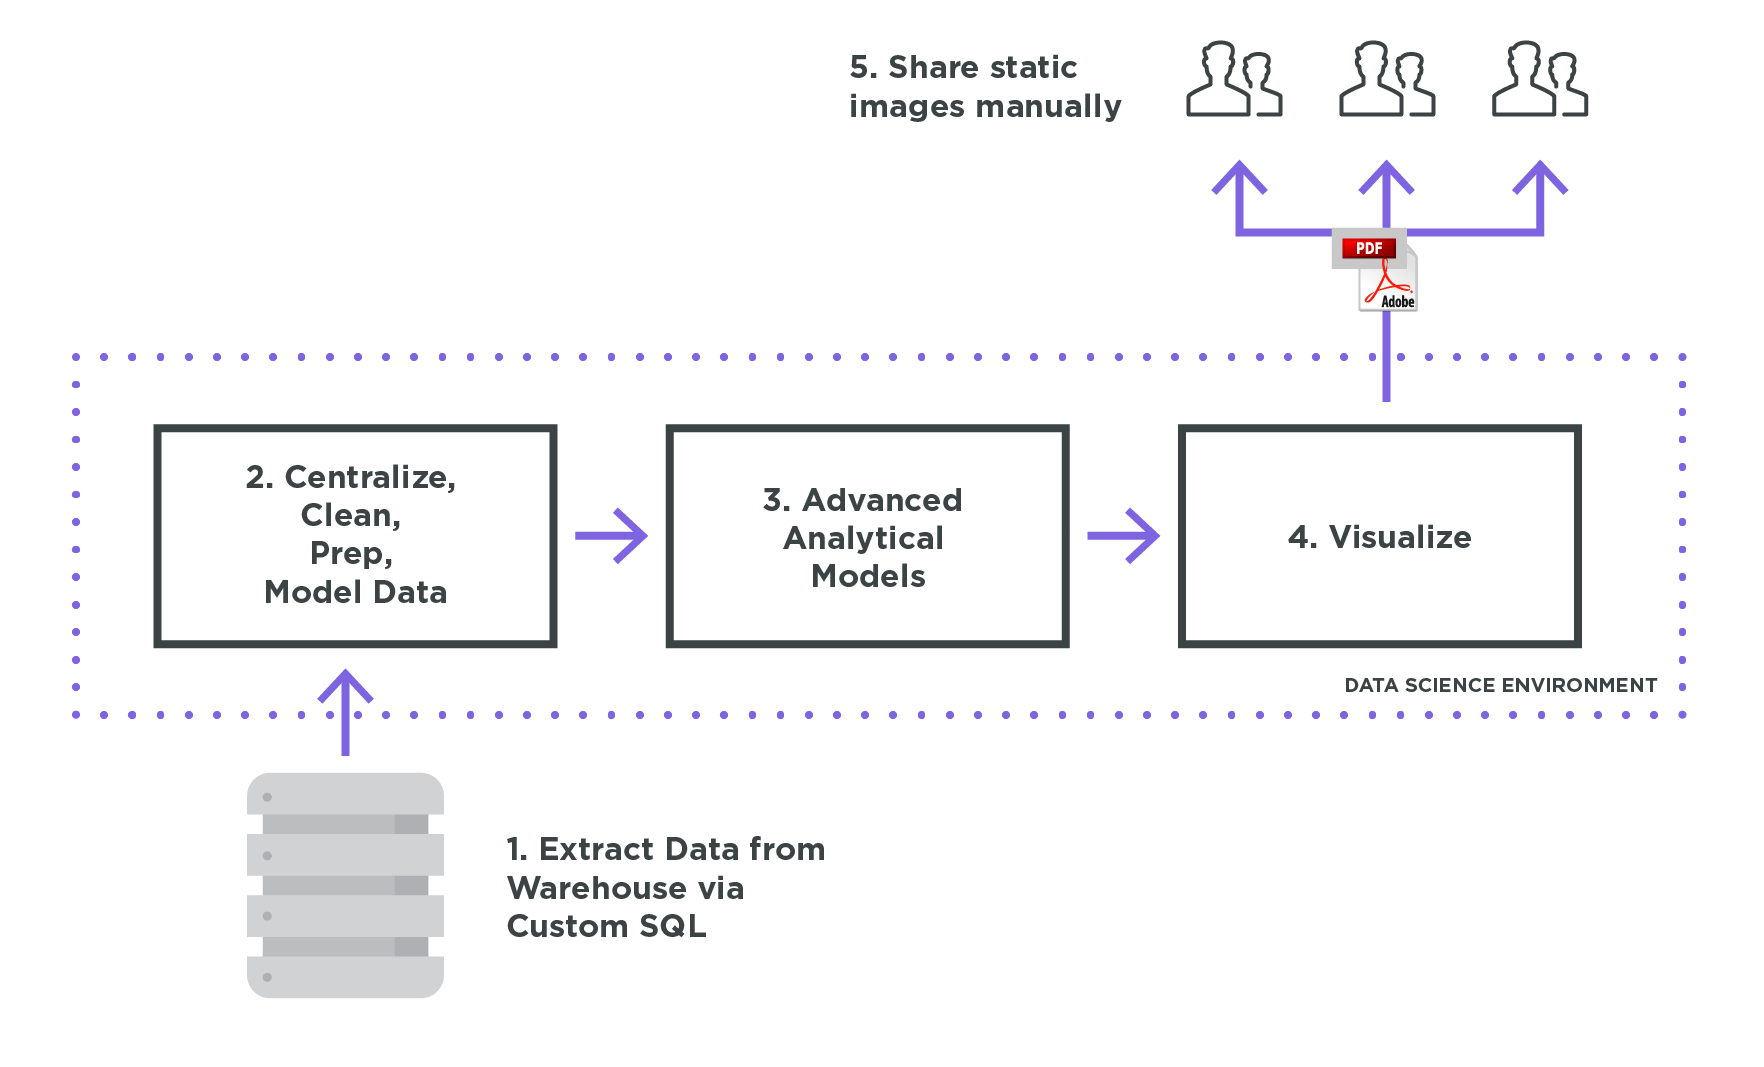 5. Share static
images manually
PDF
Adobe
2. Centralize,
Clean,
Prep,
Model Data
3. Advanced
Analytical
Models
4. Visualize
DATA SCIENCE ENVIRONMENT
1. Extract Data from
Warehouse via
Custom SQL